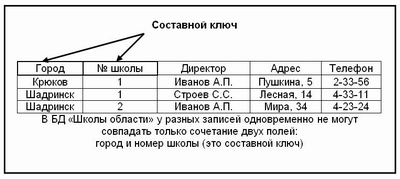 Составной ключ
Город № школы Директор Адрес Телефон
Крюков 1 Иванов А.П. Пушкина, 5 2-33-56
Шадринск 1 Строев С.С. Лесная, 14 4-33-11
Шадринск 2 Иванов А.П. Мира, 34 4-23-24
В БД «Школы области» у разных записей одновременно не могут
совпадать только сочетание двух полей:
город и номер школы (это составной ключ)